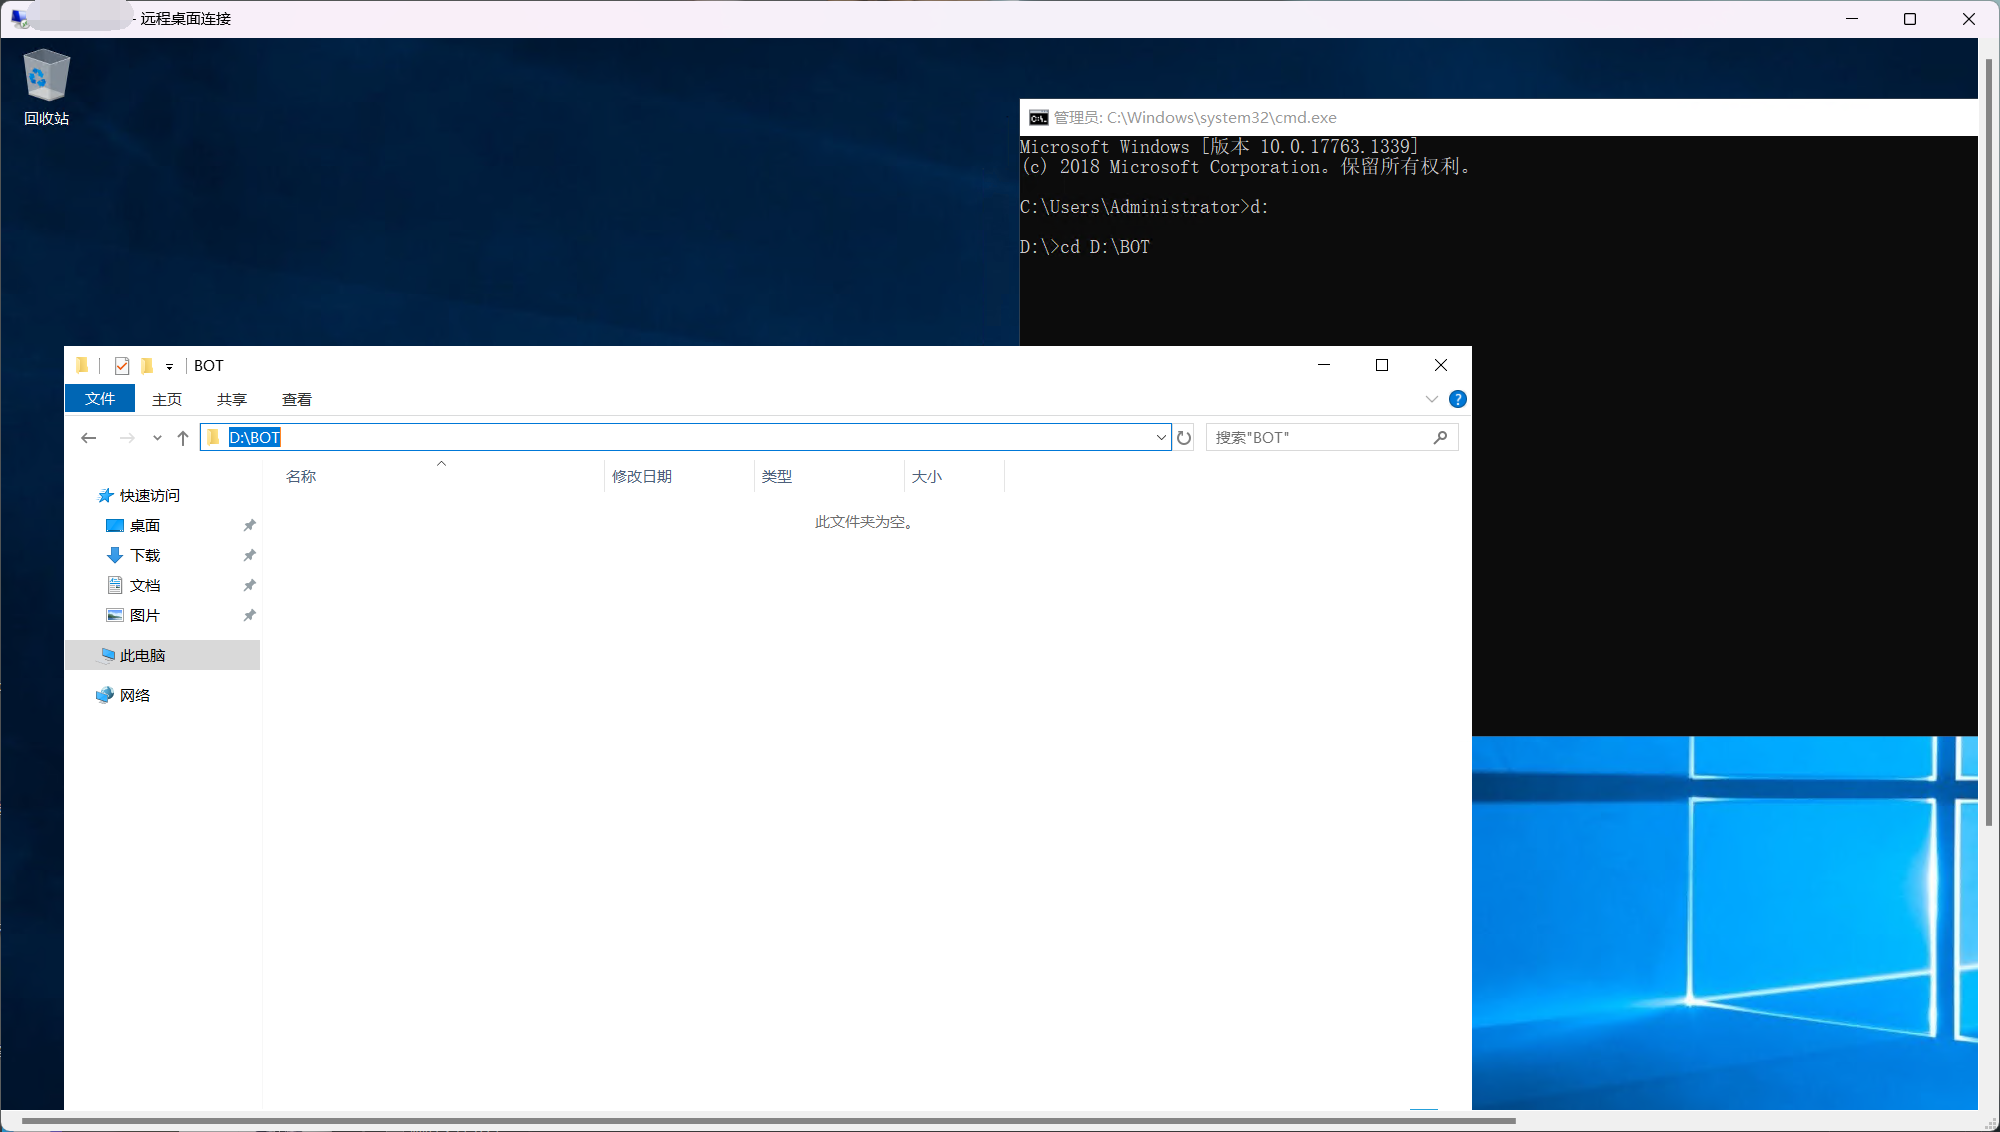 - 远程桌面连接
回收站
管理员: C:\Windows\system32\cmd.exe
Microsoft Windows [版本 10.0.17763.1339]
(c) 2018 Microsoft Corporation。保留所有权利。
C:\Users\Administrator>d:
D:\>cd D:\BOT
BOT
文件 主页 共享 查看
D:\BOT
搜索"BOT"
名称 修改日期 类型 大小
此文件夹为空。
快速访问
桌面
下载
文档
图片
此电脑
网络